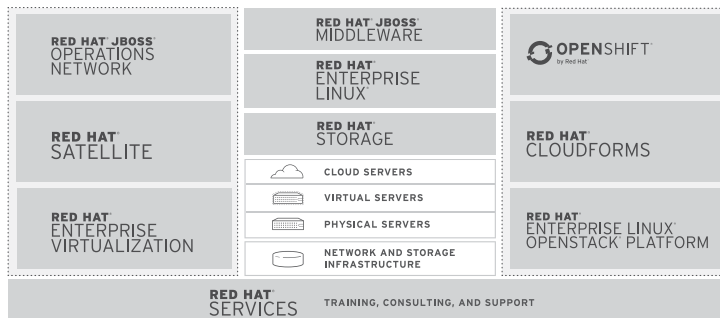 RED HAT® JBOSS®
OPERATIONS
NETWORK
RED HAT®
SATELLITE
RED HAT®
ENTERPRISE
VIRTUALIZATION
RED HAT® JBOSS®
MIDDLEWARE
RED HAT®
ENTERPRISE
LINUX®
RED HAT®
STORAGE
CLOUD SERVERS
VIRTUAL SERVERS
PHYSICAL SERVERS
NETWORK AND STORAGE
INFRASTRUCTURE
OPENSHIFT™
by Red Hat®
RED HAT®
CLOUDFORMS
RED HAT®
ENTERPRISE LINUX®
OPENSTACK® PLATFORM
RED HAT®
SERVICES
TRAINING, CONSULTING, AND SUPPORT